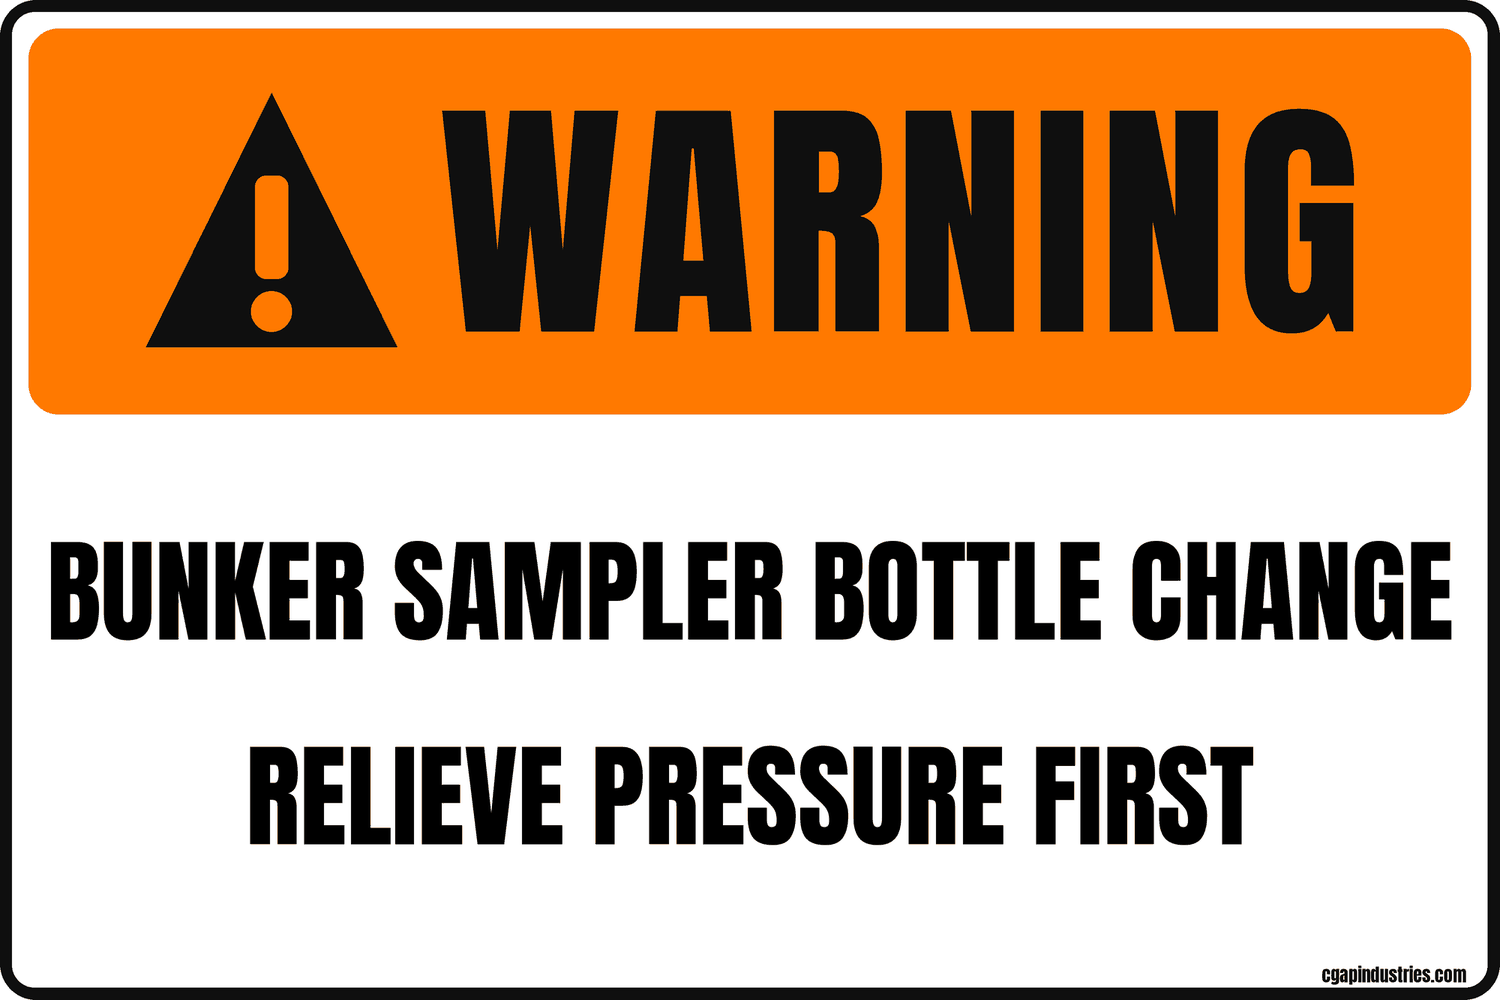 WARNING
BUNKER SAMPLER BOTTLE CHANGE
RELIEVE PRESSURE FIRST
cgapindustries.com